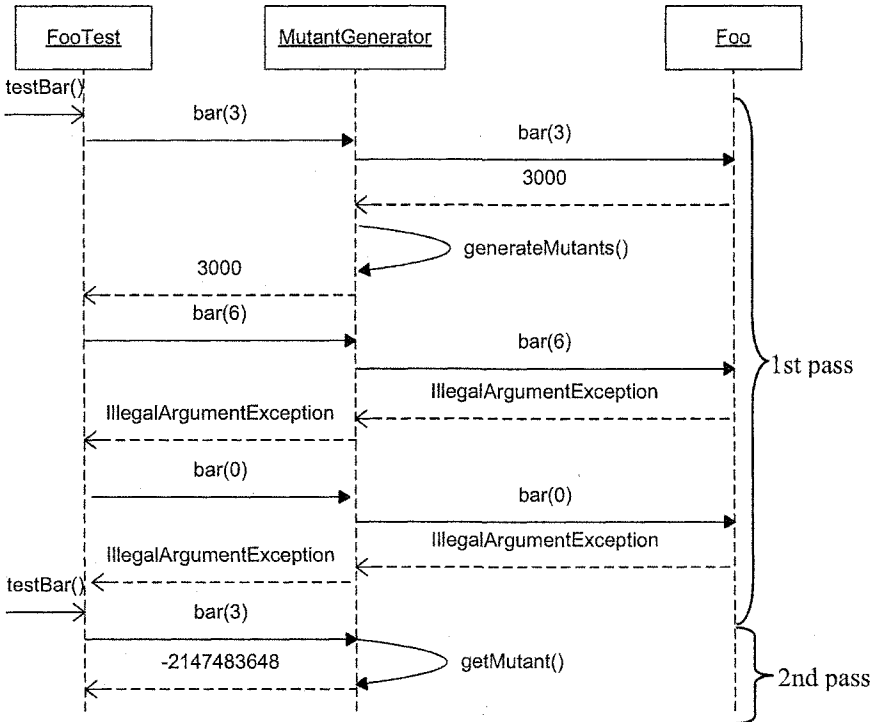 FooTest
MutantGenerator
Foo
testBar()
bar(3)
bar(3)
3000
generateMutants()
3000
bar(6)
bar(6)
1st pass
IllegalArgumentException
IllegalArgumentException
bar(0)
bar(0)
IllegalArgumentException
IllegalArgumentException
testBar()
bar(3)
-2147483648
getMutant()
2nd pass